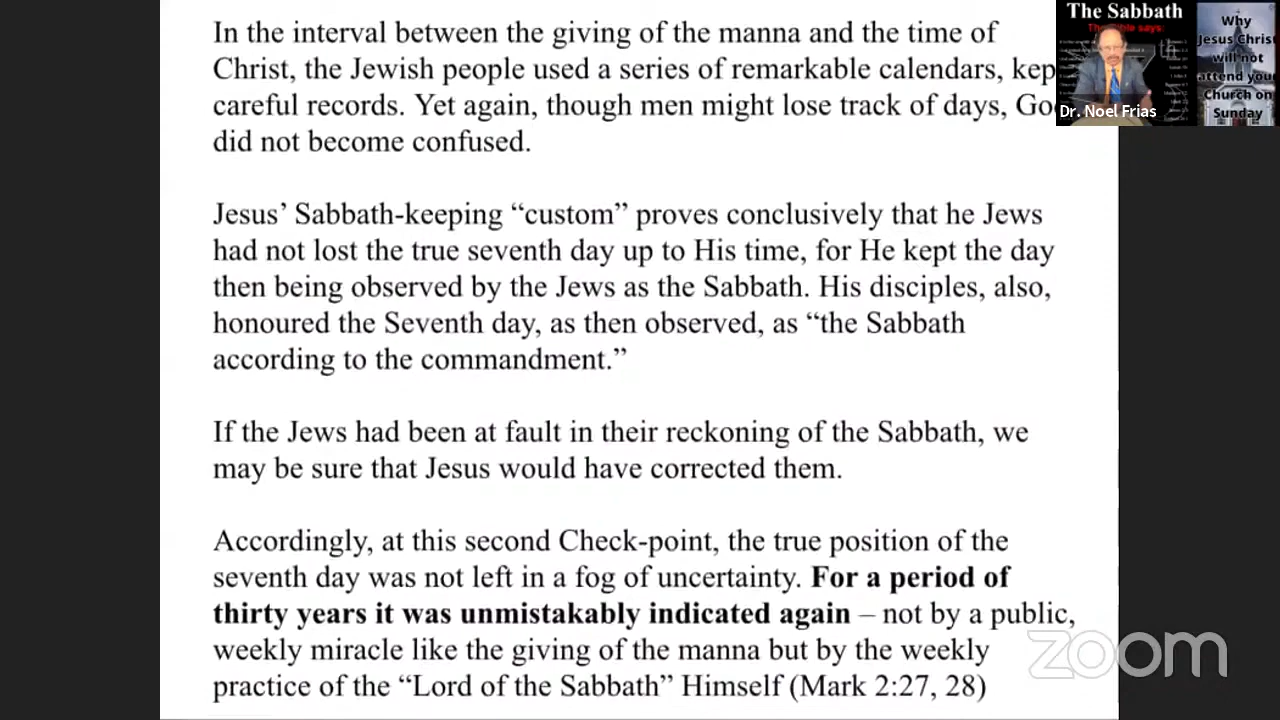 In the interval between the giving of the manna and the time of
Christ, the Jewish people used a series of remarkable calendars, kep
careful records. Yet again, though men might lose track of days, Go
did not become confused.
Jesus’ Sabbath-keeping “custom” proves conclusively that he Jews
had not lost the true seventh day up to His time, for He kept the day
then being observed by the Jews as the Sabbath. His disciples, also,
honoured the Seventh day, as then observed, as “the Sabbath
according to the commandment.”
If the Jews had been at fault in their reckoning of the Sabbath, we
may be sure that Jesus would have corrected them.
Accordingly, at this second Check-point, the true position of the
seventh day was not left in a fog of uncertainty. For a period of
thirty years it was unmistakably indicated again – not by a public,
weekly miracle like the giving of the manna but by the weekly
practice of the “Lord of the Sabbath” Himself (Mark 2:27, 28)
The Sabbath
The Bible says:
Dr. Noel Frias
Why
Jesus Christ
will not
attend you
Church on
Sunday
zoom